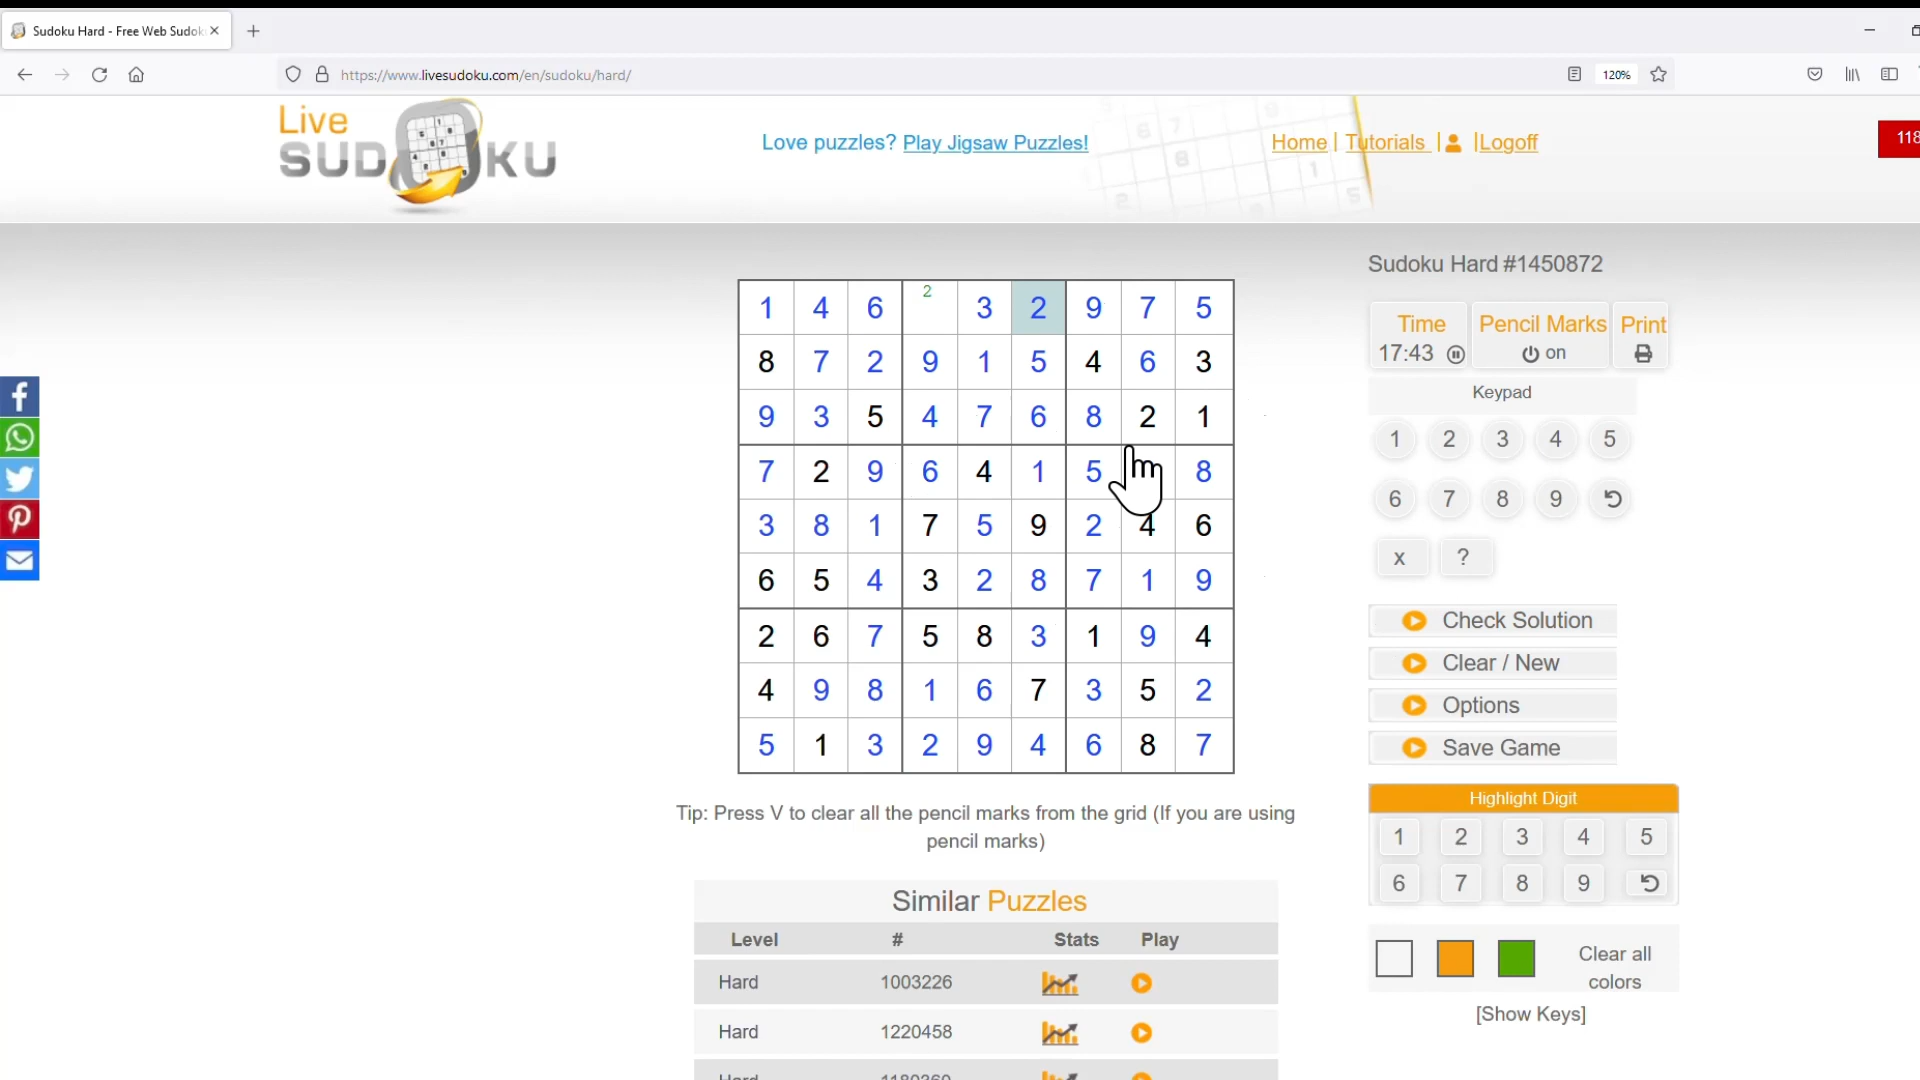 Sudoku Hard - Free Web Sudok
https://www.livesudoku.com/en/sudoku/hard/
120%
Live
SUDOKU
Love puzzles? Play Jigsaw Puzzles!
Home | Tutorials | |Logoff
118
Sudoku Hard #1450872
Time
17:43
Pencil Marks
on
Print
Keypad
1 2 3 4 5
6 7 8 9
x ?
Check Solution
Clear / New
Options
Save Game
Highlight Digit
1 2 3 4 5
6 7 8 9
Clear all
colors
[Show Keys]
1 4 6 2 3 2 9 7 5
8 7 2 9 1 5 4 6 3
9 3 5 4 7 6 8 2 1
7 2 9 6 4 1 5 8
3 8 1 7 5 9 2 4 6
6 5 4 3 2 8 7 1 9
2 6 7 5 8 3 1 9 4
4 9 8 1 6 7 3 5 2
5 1 3 2 9 4 6 8 7
Tip: Press V to clear all the pencil marks from the grid (If you are using
pencil marks)
Similar Puzzles
Level # Stats Play
Hard 1003226
Hard 1220458